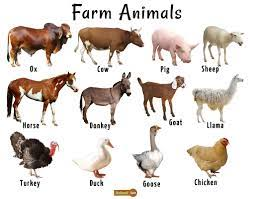 Farm Animals
Ox Cow Pig Sheep
Horse Donkey Goat Llama
Turkey Duck Goose Chicken